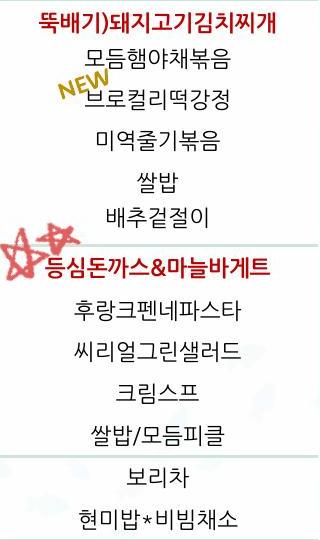 뚝배기)돼지고기김치찌개
모듬햄야채볶음
NEW
브로컬리떡강정
미역줄기볶음
쌀밥
배추겉절이
등심돈까스&마늘바게트
후랑크펜네파스타
씨리얼그린샐러드
크림스프
쌀밥/모듬피클
보리차
현미밥*비빔채소